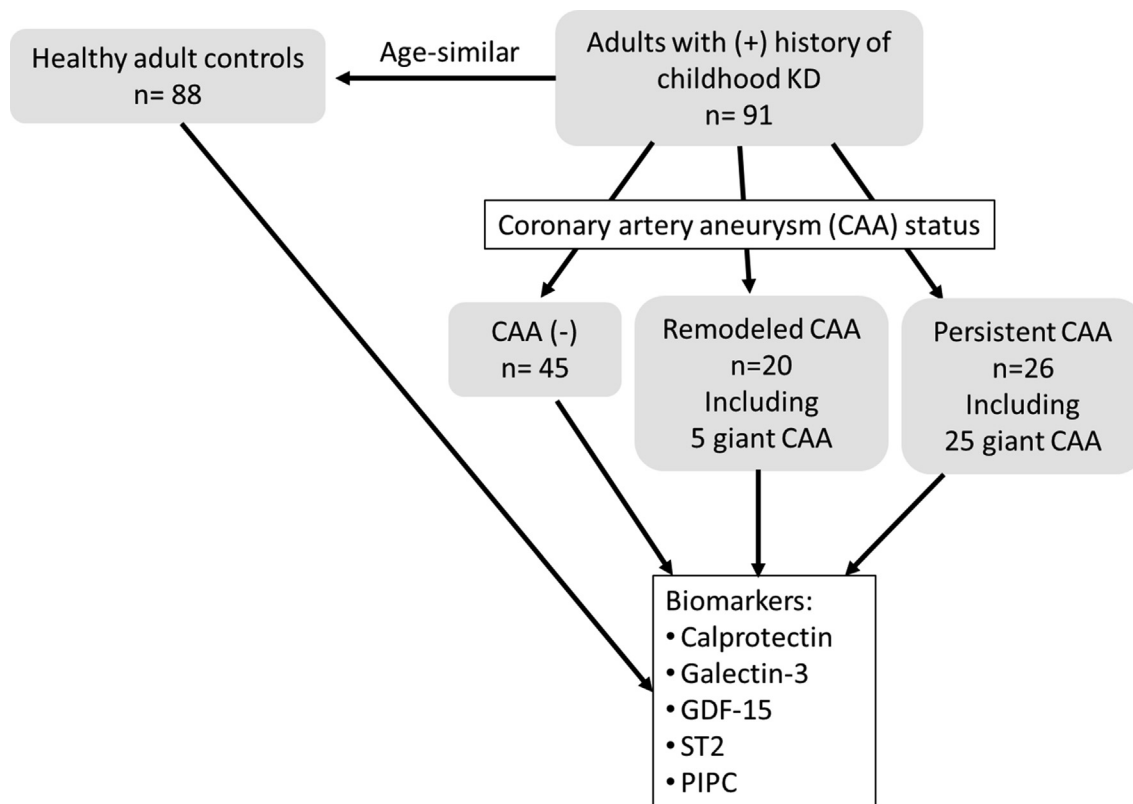 Healthy adult controls
n= 88
Age-similar
Adults with (+) history of
childhood KD
n= 91
Coronary artery aneurysm (CAA) status
CAA (-)
n= 45
Remodeled CAA
n=20
Including
5 giant CAA
Persistent CAA
n=26
Including
25 giant CAA
Biomarkers:
• Calprotectin
• Galectin-3
• GDF-15
• ST2
• PIPC